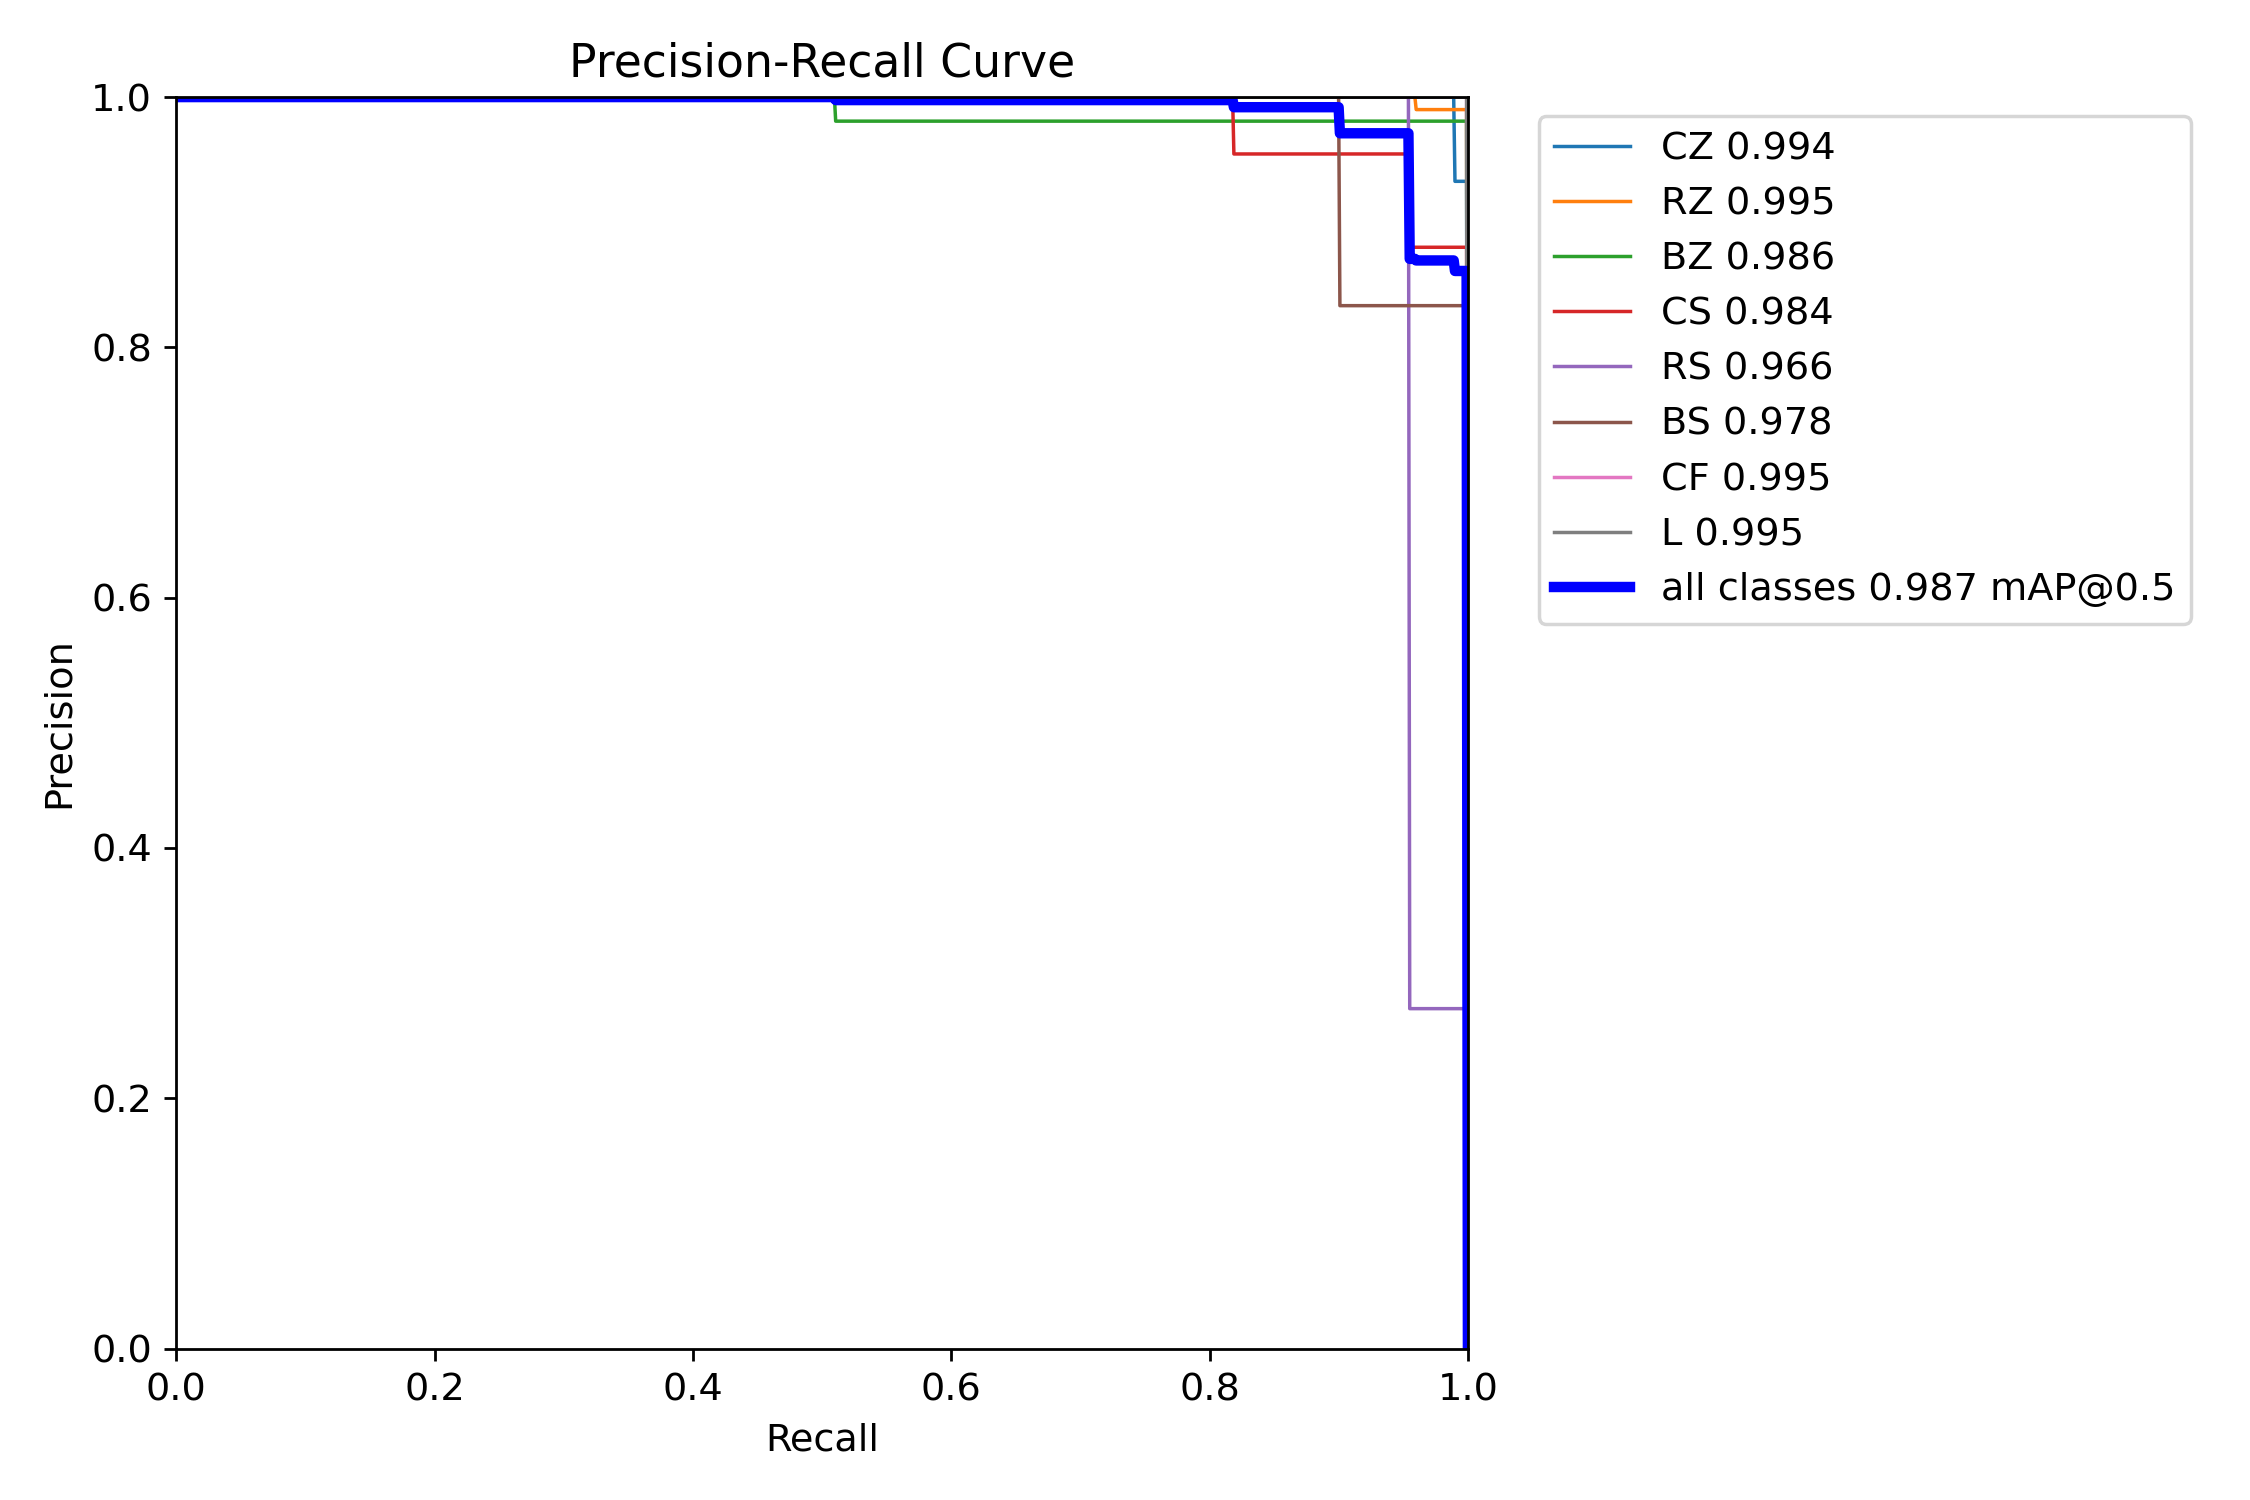 Precision-Recall Curve
1.0
0.8
0.6
0.4
0.2
0.0
Precision
0.0 0.2 0.4 0.6 0.8 1.0
Recall
CZ 0.994
RZ 0.995
BZ 0.986
CS 0.984
RS 0.966
BS 0.978
CF 0.995
L 0.995
all classes 0.987 mAP@0.5